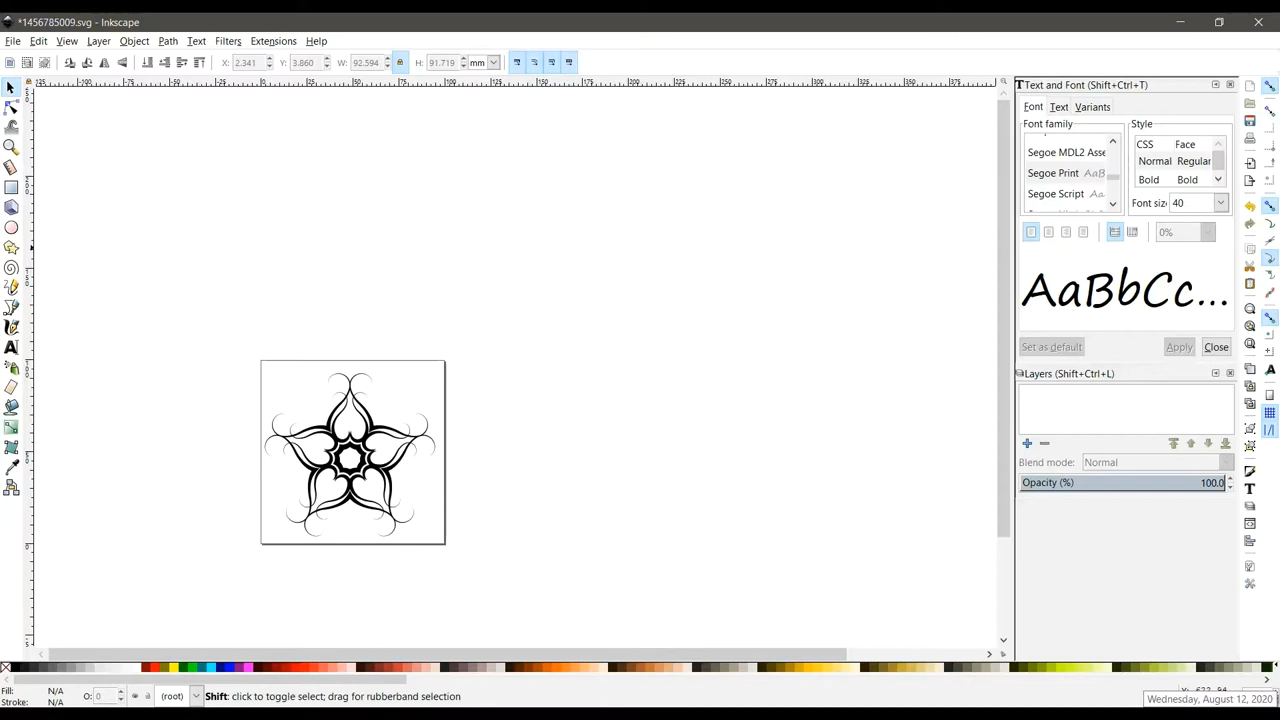 *1456785009.svg - Inkscape
File Edit View Layer Object Path Text Filters Extensions Help
X: 2.341 Y: 3.860 W: 92.594 H: 91.719 mm
Text and Font (Shift+Ctrl+T)
Font Text Variants
Font family Style
Segoe MDL2 Asse
Segoe Print AaB
Segoe Script Aa
CSS Face
Normal Regular
Bold Bold
Font size 40
0%
AaBbCc...
Set as default Apply Close
Layers (Shift+Ctrl+L)
Blend mode: Normal
Opacity (%) 100.0
Fill: N/A
Stroke: N/A
O: 0
(root) Shift: click to toggle select; drag for rubberband selection
Wednesday, August 12, 2020